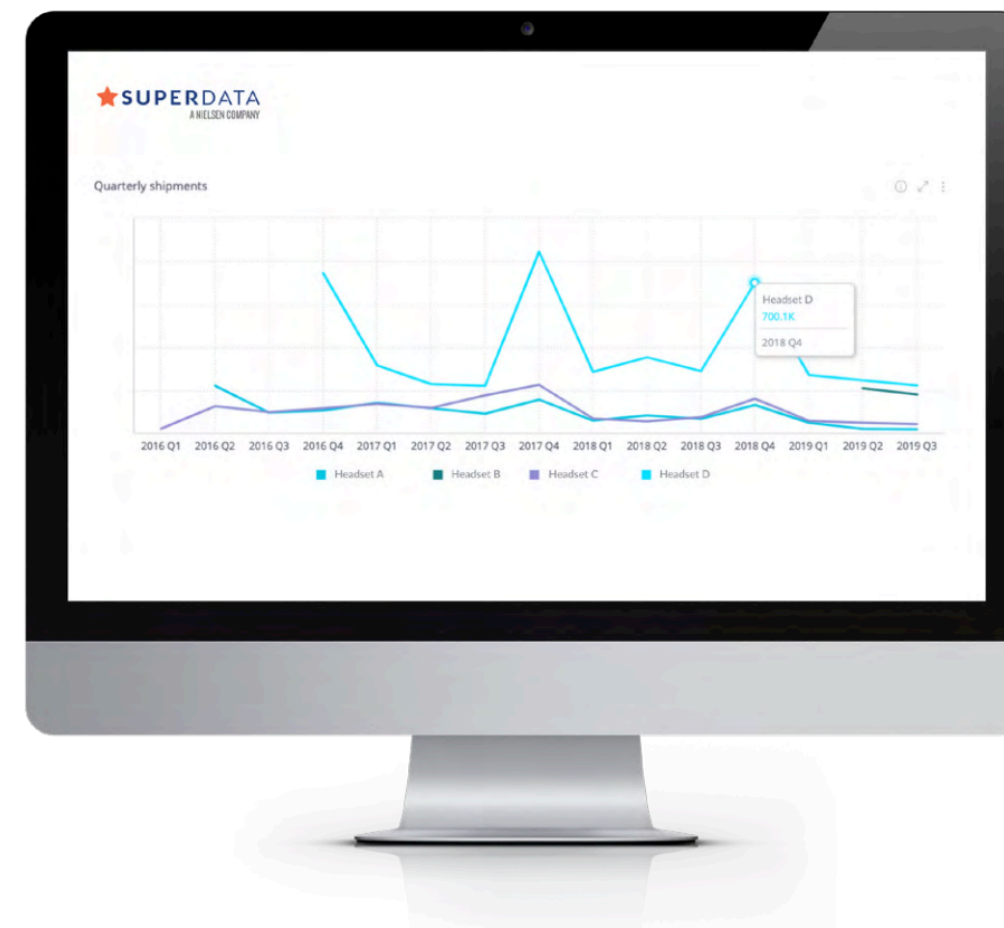 SUPERDATA
A NIELSEN COMPANY
Quarterly shipments
Headset D
700.1K
2018 Q4
2016 Q1 2016 Q2 2016 Q3 2016 Q4 2017 Q1 2017 Q2 2017 Q3 2017 Q4 2018 Q1 2018 Q2 2018 Q3 2018 Q4 2019 Q1 2019 Q2 2019 Q3
Headset A Headset B Headset C Headset D